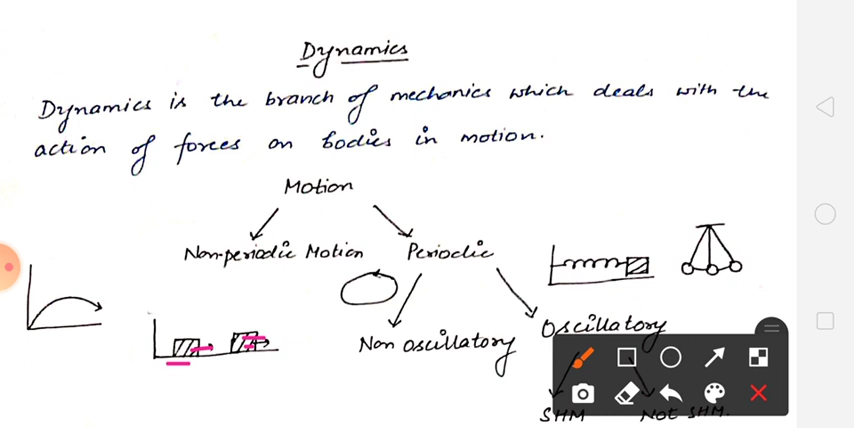 Dynamics
Dynamics is the branch of mechanics which deals with the
action of forces on bodies in motion.
Motion
Non-periodic Motion Periodic
Non oscillatory Oscillatory
SHM Not SHM.